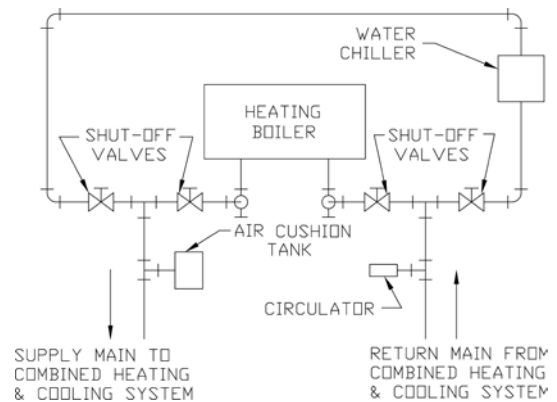 WATER
CHILLER
HEATING
BOILER
SHUT-OFF
VALVES
SHUT-OFF
VALVES
AIR CUSHION
TANK
CIRCULATOR
SUPPLY MAIN TO
COMBINED HEATING
& COOLING SYSTEM
RETURN MAIN FROM
COMBINED HEATING
& COOLING SYSTEM